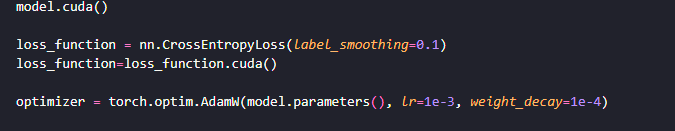 model.cuda()
loss_function = nn.CrossEntropyLoss(label_smoothing=0.1)
loss_function=loss_function.cuda()
optimizer = torch.optim.AdamW(model.parameters(), lr=1e-3, weight_decay=1e-4)